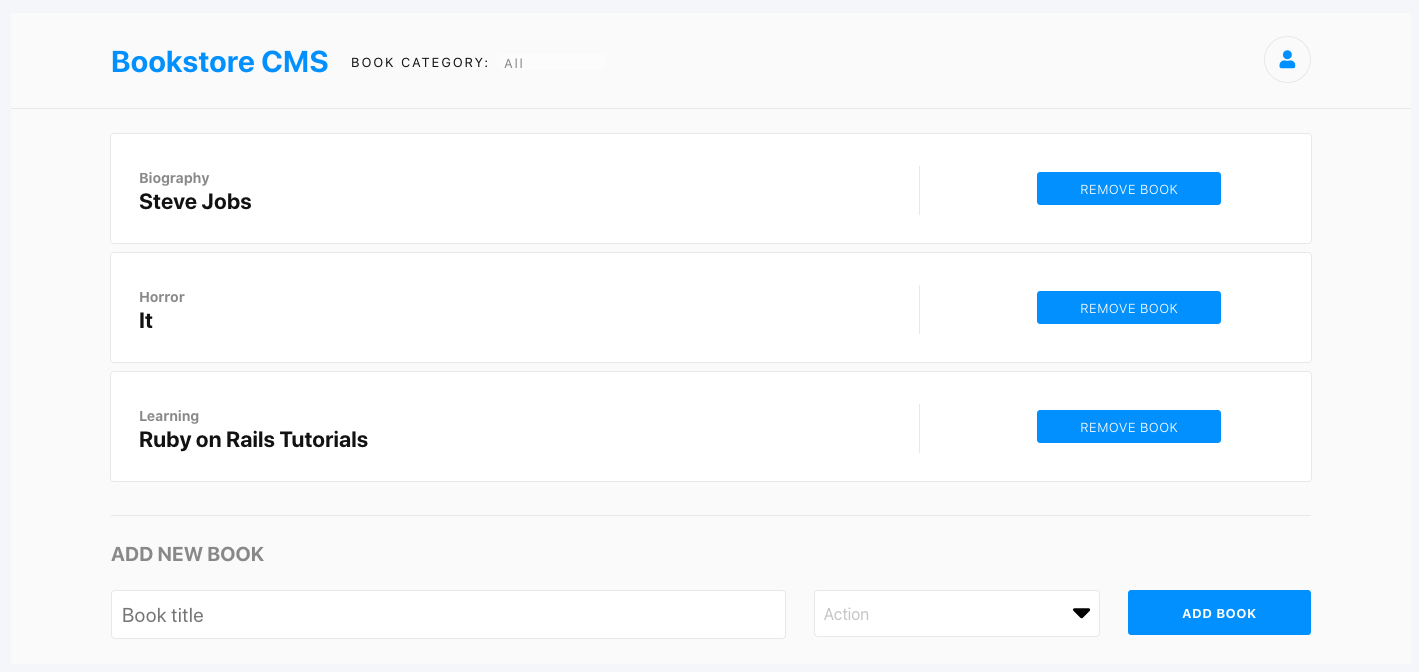 Bookstore CMS BOOK CATEGORY: All
Biography
Steve Jobs
REMOVE BOOK
Horror
It
REMOVE BOOK
Learning
Ruby on Rails Tutorials
REMOVE BOOK
ADD NEW BOOK
Book title Action ADD BOOK